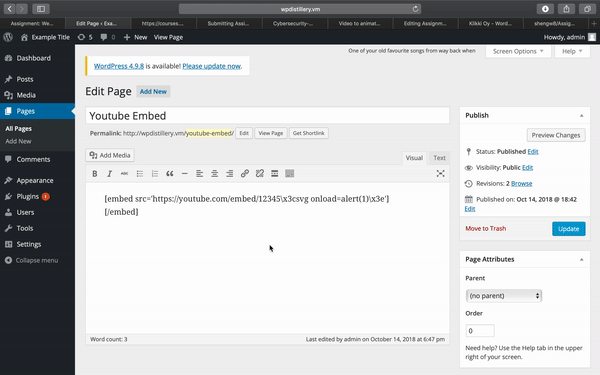 wpdistillery.vm
Assignment: We...
Edit Page ‹ Exa...
https://courses....
Submitting Assi...
Cybersecurity-...
Video to animat...
Editing Assignm...
Klikki Oy - Word...
shengw8/Assig...
Example Title
5
0
New
View Page
Howdy, admin
One of your old favourite songs from way back when
Screen Options
Help
WordPress 4.9.8 is available! Please update now.
Edit Page
Add New
Dashboard
Posts
Media
Pages
All Pages
Add New
Comments
Appearance
Plugins 1
Users
Tools
Settings
Collapse menu
Youtube Embed
Permalink: http://wpdistillery.vm/youtube-embed/
Edit
View Page
Get Shortlink
Add Media
Visual
Text
B I ABC
[embed src='https://youtube.com/embed/12345\x3csvg onload=alert(1)\x3e']
[/embed]
Word count: 3
Last edited by admin on October 14, 2018 at 6:47 pm
Publish
Preview Changes
Status: Published Edit
Visibility: Public Edit
Revisions: 2 Browse
Published on: Oct 14, 2018 @ 18:42
Edit
Move to Trash
Update
Page Attributes
Parent
(no parent)
Order
0
Need help? Use the Help tab in the upper
right of your screen.